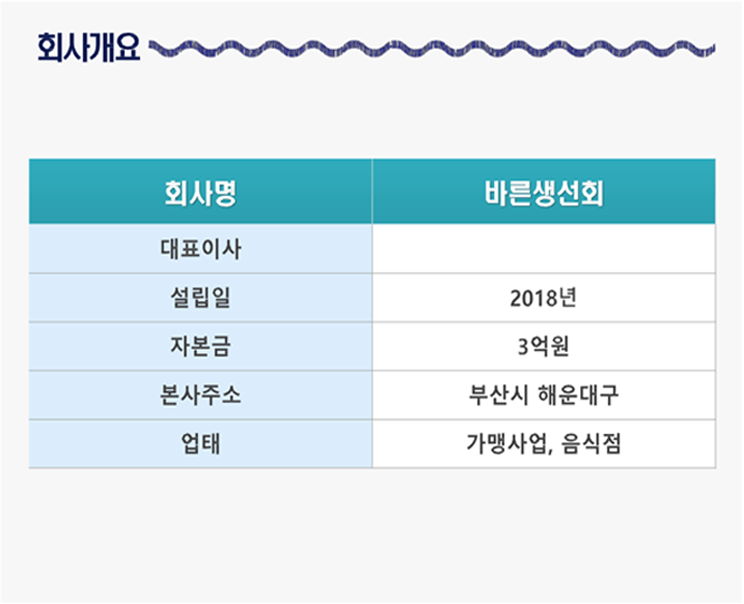 회사개요
회사명 바른생선회
대표이사
설립일 2018년
자본금 3억원
본사주소 부산시 해운대구
업태 가맹사업, 음식점